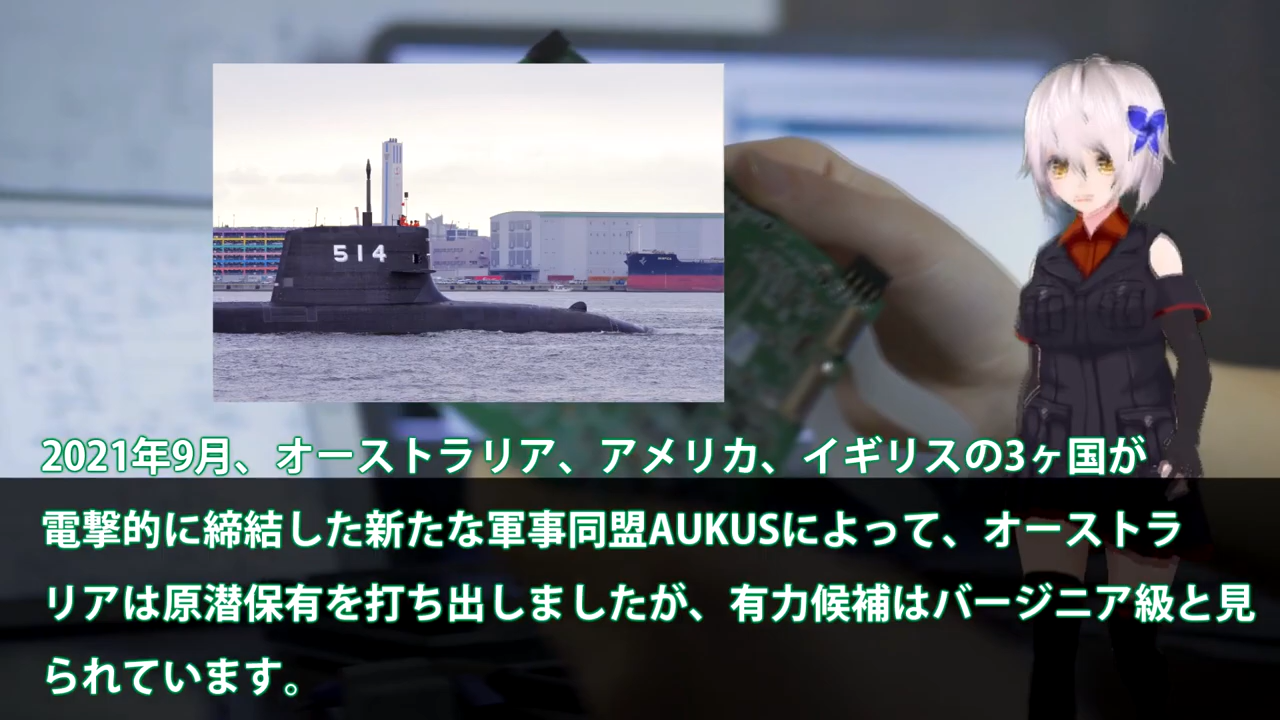 514
2021年9月、オーストラリア、アメリカ、イギリスの3ヶ国が
電撃的に締結した新たな軍事同盟AUKUSによって、オーストラ
リアは原潜保有を打ち出しましたが、有力候補はバージニア級と見
られています。